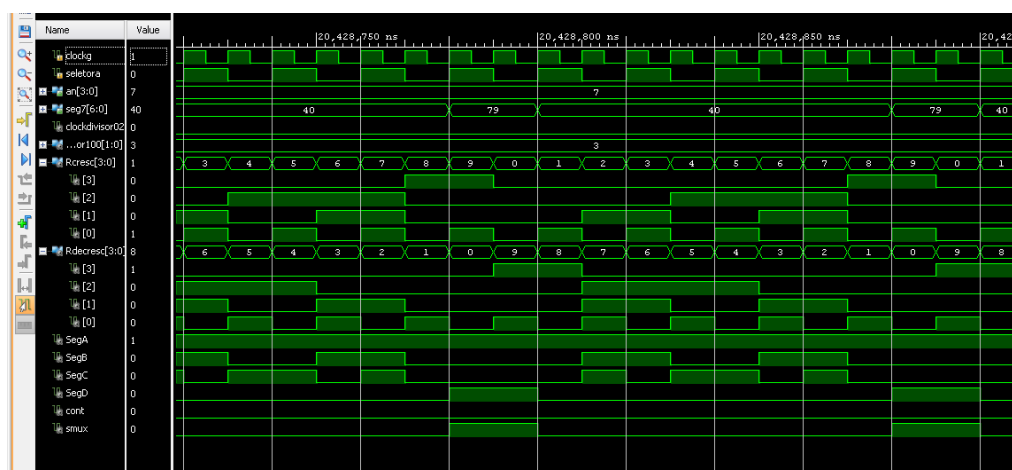 Name Value
20,428,750 ns 20,428,800 ns 20,428,850 ns 20,42
clockg 1
seletora 0
an[3:0] 7 7
seg7[6:0] 40 40 79 40 79 40
clockdivisor02 0
...or100[1:0] 3 3
Rcresc[3:0] 1 3 4 5 6 7 8 9 0 1 2 3 4 5 6 7 8 9 0 1
[3] 0
[2] 0
[1] 0
[0] 1
Rdecresc[3:0] 8 6 5 4 3 2 1 0 9 8 7 6 5 4 3 2 1 0 9 8
[3] 1
[2] 0
[1] 0
[0] 0
SegA 1
SegB 0
SegC 0
SegD 0
cont 0
smux 0